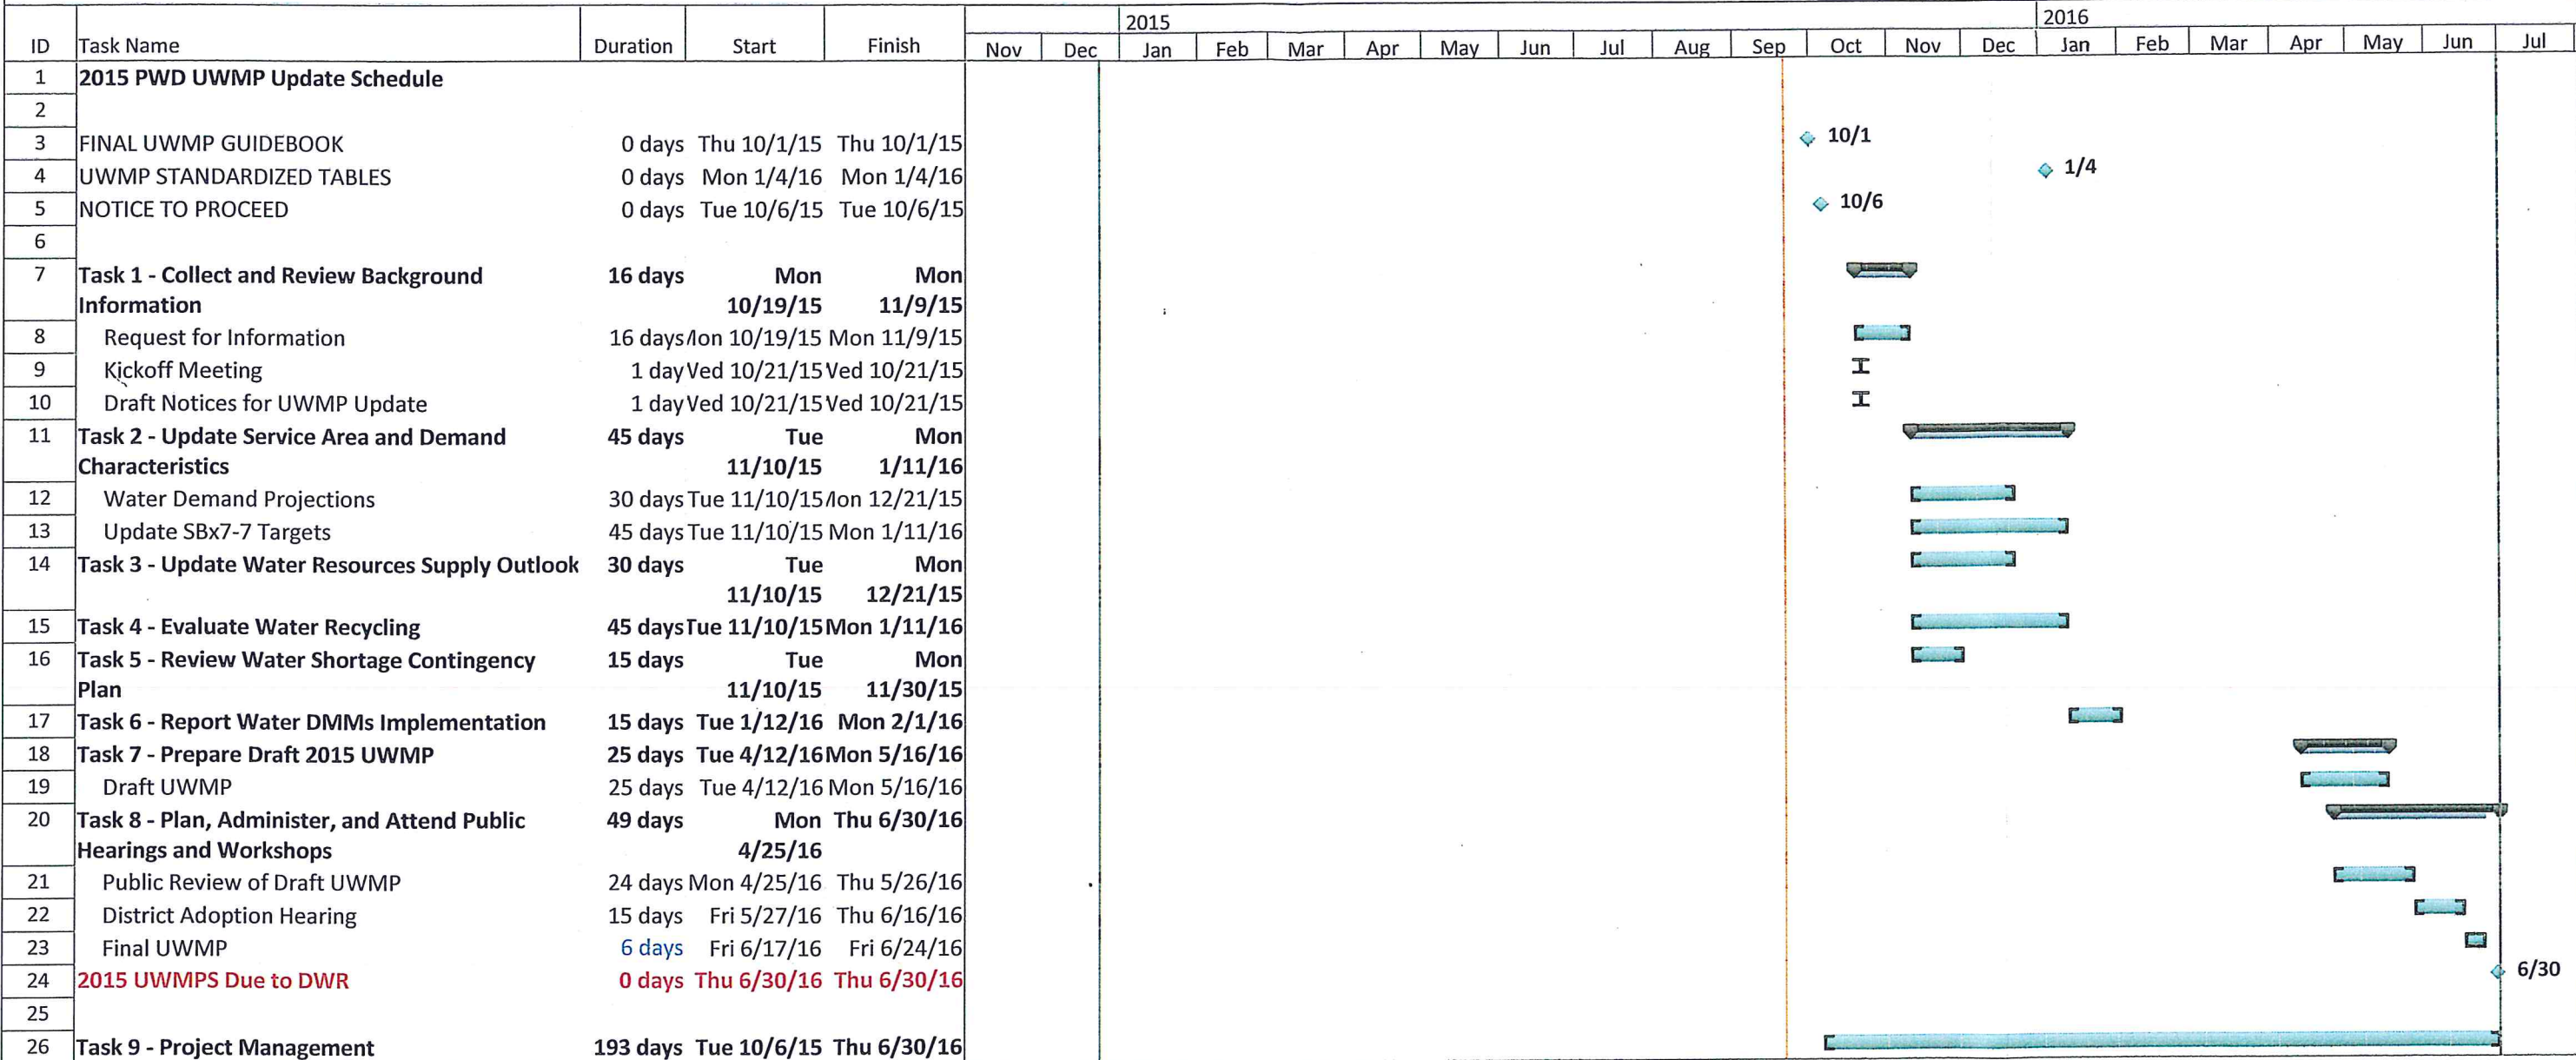 2015 2016
ID Task Name Duration Start Finish Nov Dec Jan Feb Mar Apr May Jun Jul Aug Sep Oct Nov Dec Jan Feb Mar Apr May Jun Jul
1 2015 PWD UWMP Update Schedule
2
3 FINAL UWMP GUIDEBOOK 0 days Thu 10/1/15 Thu 10/1/15 10/1
4 UWMP STANDARDIZED TABLES 0 days Mon 1/4/16 Mon 1/4/16 1/4
5 NOTICE TO PROCEED 0 days Tue 10/6/15 Tue 10/6/15 10/6
6
7 Task 1 - Collect and Review Background 16 days Mon Mon
Information 10/19/15 11/9/15
8 Request for Information 16 days 10/19/15 Mon 11/9/15
9 Kickoff Meeting 1 day 10/21/15 10/21/15
10 Draft Notices for UWMP Update 1 day 10/21/15 10/21/15
11 Task 2 - Update Service Area and Demand 45 days Tue Mon
Characteristics 11/10/15 1/11/16
12 Water Demand Projections 30 days Tue 11/10/15 12/21/15
13 Update SBx7-7 Targets 45 days Tue 11/10/15 Mon 1/11/16
14 Task 3 - Update Water Resources Supply Outlook 30 days Tue Mon
11/10/15 12/21/15
15 Task 4 - Evaluate Water Recycling 45 days Tue 11/10/15 Mon 1/11/16
16 Task 5 - Review Water Shortage Contingency 15 days Tue Mon
Plan 11/10/15 11/30/15
17 Task 6 - Report Water DMMs Implementation 15 days Tue 1/12/16 Mon 2/1/16
18 Task 7 - Prepare Draft 2015 UWMP 25 days Tue 4/12/16 Mon 5/16/16
19 Draft UWMP 25 days Tue 4/12/16 Mon 5/16/16
20 Task 8 - Plan, Administer, and Attend Public 49 days Mon Thu 6/30/16
Hearings and Workshops 4/25/16
21 Public Review of Draft UWMP 24 days Mon 4/25/16 Thu 5/26/16
22 District Adoption Hearing 15 days Fri 5/27/16 Thu 6/16/16
23 Final UWMP 6 days Fri 6/17/16 Fri 6/24/16
24 2015 UWMPS Due to DWR 0 days Thu 6/30/16 Thu 6/30/16 6/30
25
26 Task 9 - Project Management 193 days Tue 10/6/15 Thu 6/30/16